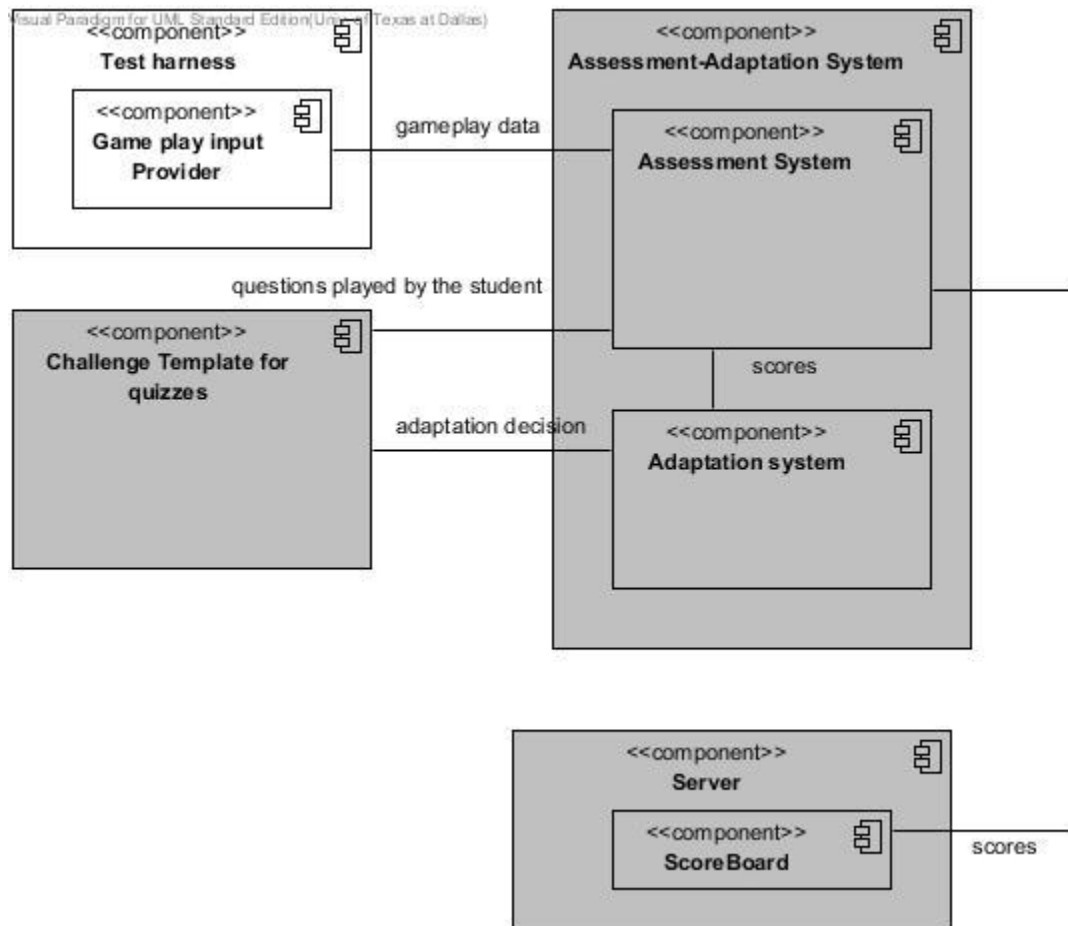 Visual Paradigm for UML Standard Edition(Univ. of Texas at Dallas)
<<component>>
Test harness
<<component>>
Game play input
Provider
gameplay data
<<component>>
Assessment-Adaptation System
<<component>>
Assessment System
questions played by the student
<<component>>
Challenge Template for
quizzes
scores
adaptation decision
<<component>>
Adaptation system
<<component>>
Server
<<component>>
ScoreBoard
scores